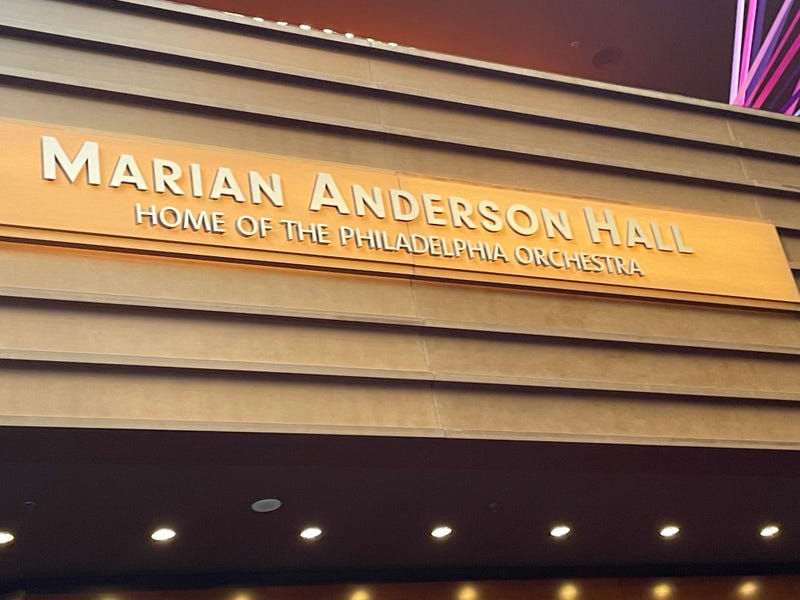 MARIAN ANDERSON HALL
HOME OF THE PHILADELPHIA ORCHESTRA